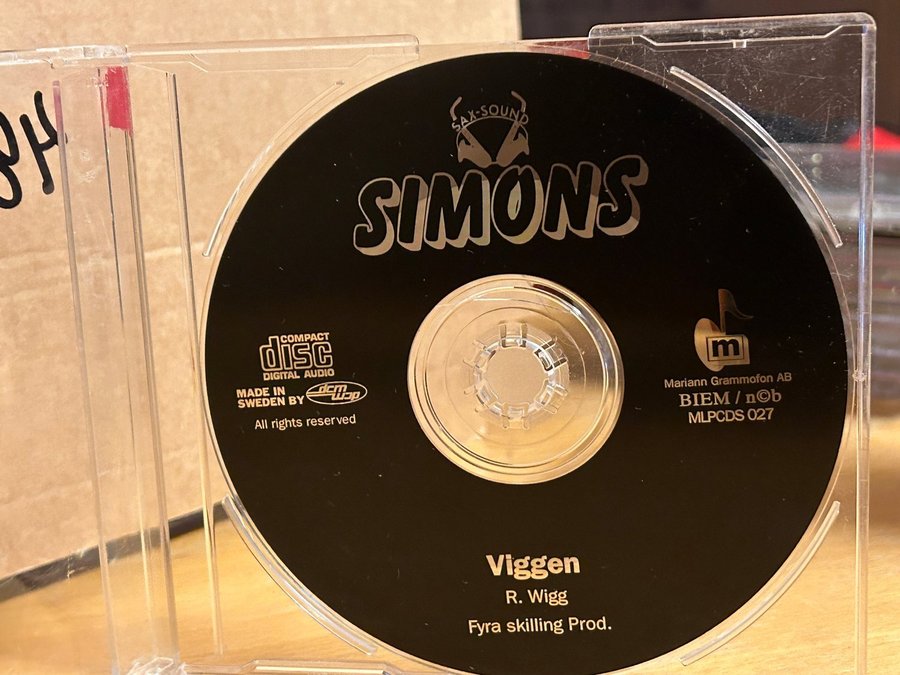 SAX-SOUND
SIMONS
COMPACT
disc
DIGITAL AUDIO
MADE IN
SWEDEN BY
dcm
All rights reserved
m
Mariann Grammofon AB
BIEM / n©b
MLPCDS 027
Viggen
R. Wigg
Fyra skilling Prod.